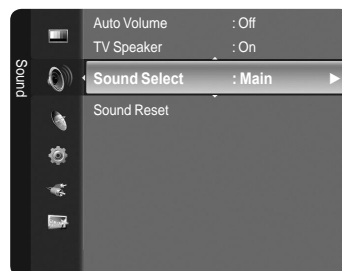 Sound
Auto Volume : Off
TV Speaker : On
Sound Select : Main
Sound Reset